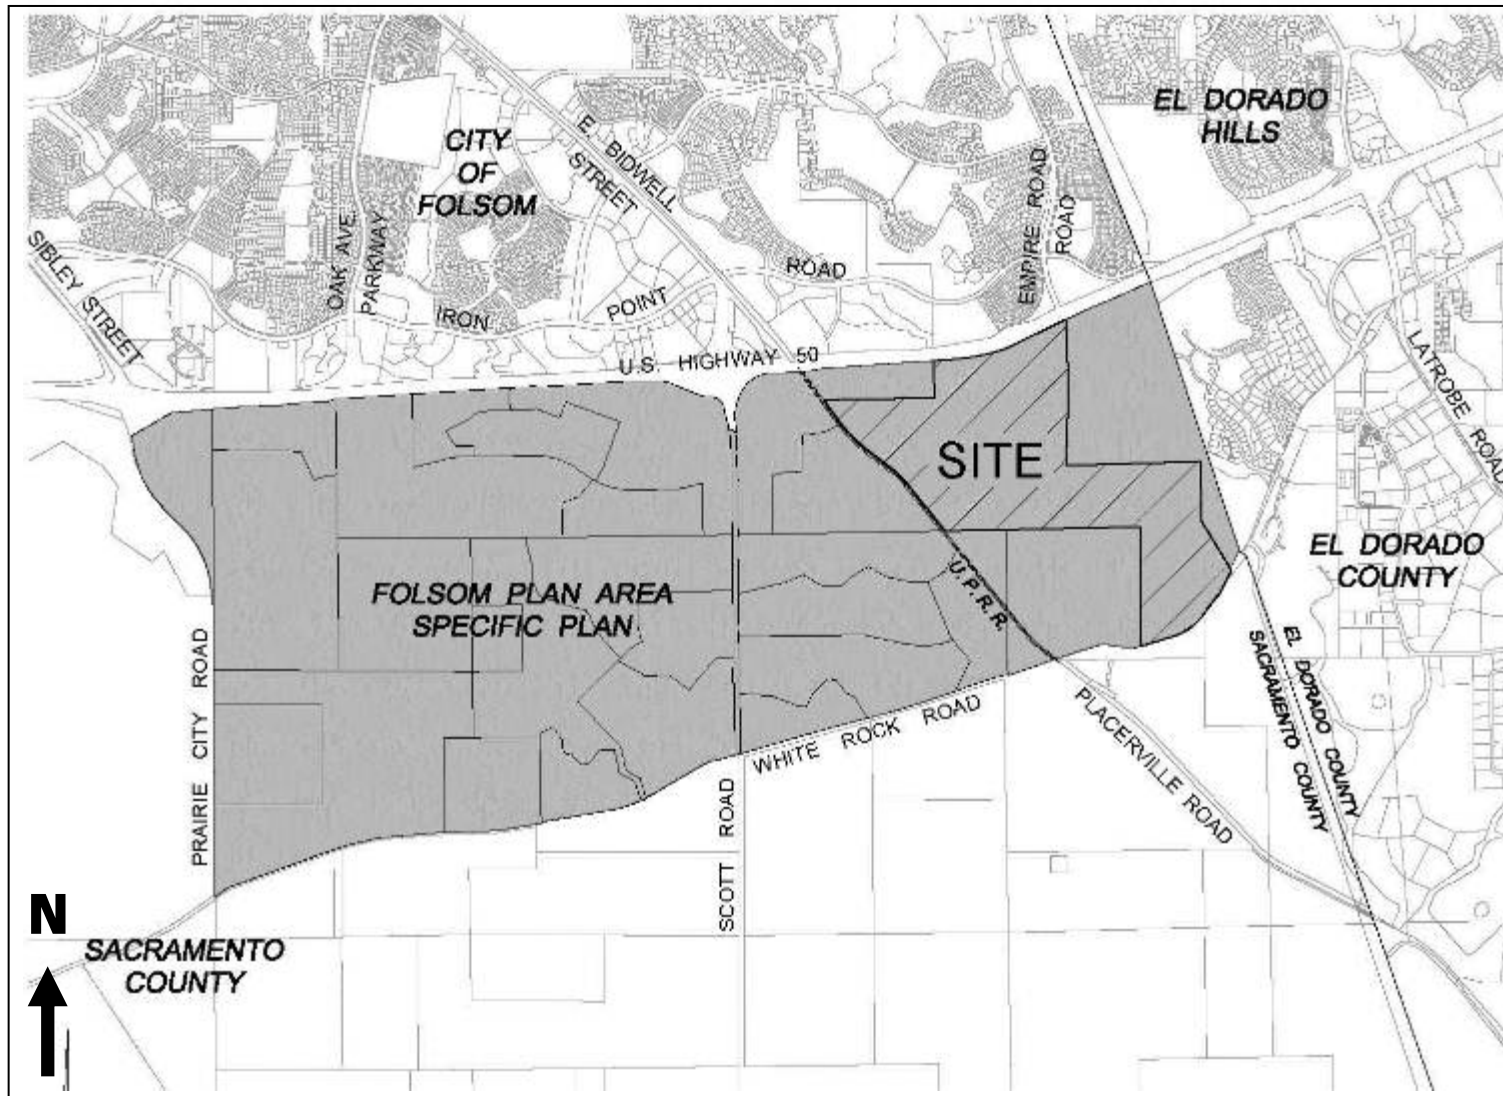 EL DORADO
HILLS
CITY
OF
FOLSOM
E. BIDWELL
STREET
EMPIRE ROAD
ROAD
OAK AVE.
PARKWAY
SIBLEY STREET
IRON
POINT
ROAD
U.S. HIGHWAY 50
LATROBE ROAD
SITE
EL DORADO
COUNTY
FOLSOM PLAN AREA
SPECIFIC PLAN
U.P.R.R.
PRAIRIE CITY ROAD
WHITE ROCK ROAD
SCOTT ROAD
PLACERVILLE ROAD
EL DORADO COUNTY
SACRAMENTO COUNTY
N
SACRAMENTO
COUNTY